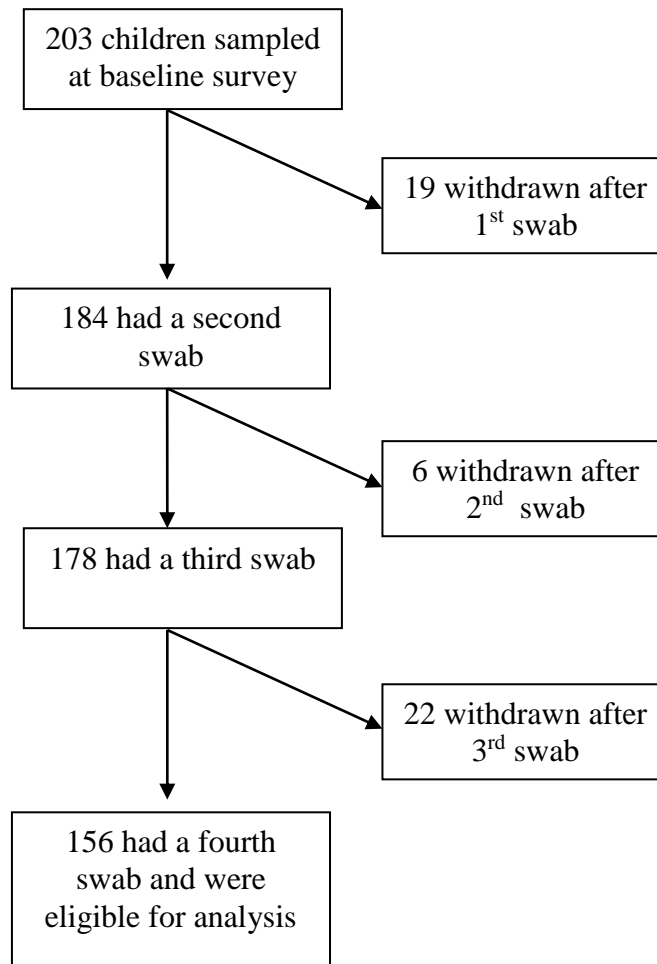 203 children sampled
at baseline survey
19 withdrawn after
1st swab
184 had a second
swab
6 withdrawn after
2nd swab
178 had a third swab
22 withdrawn after
3rd swab
156 had a fourth
swab and were
eligible for analysis